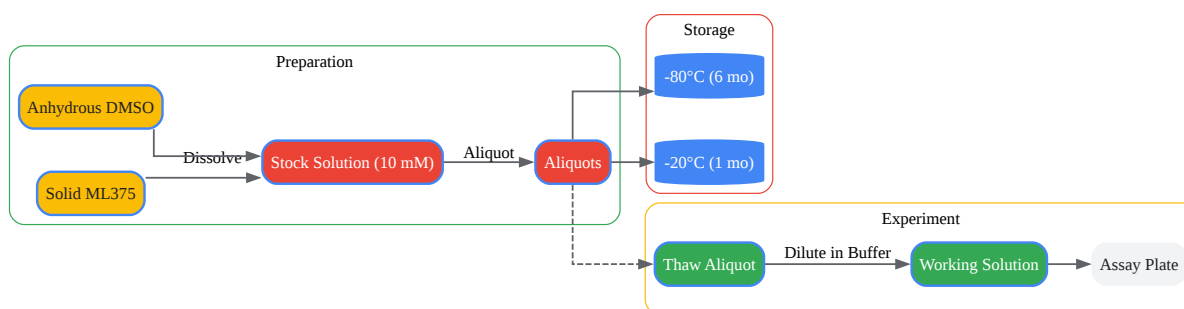 Preparation
Anhydrous DMSO
Solid ML375
Dissolve
Stock Solution (10 mM)
Aliquot
Aliquots
Storage
-80°C (6 mo)
-20°C (1 mo)
Experiment
Thaw Aliquot
Dilute in Buffer
Working Solution
Assay Plate